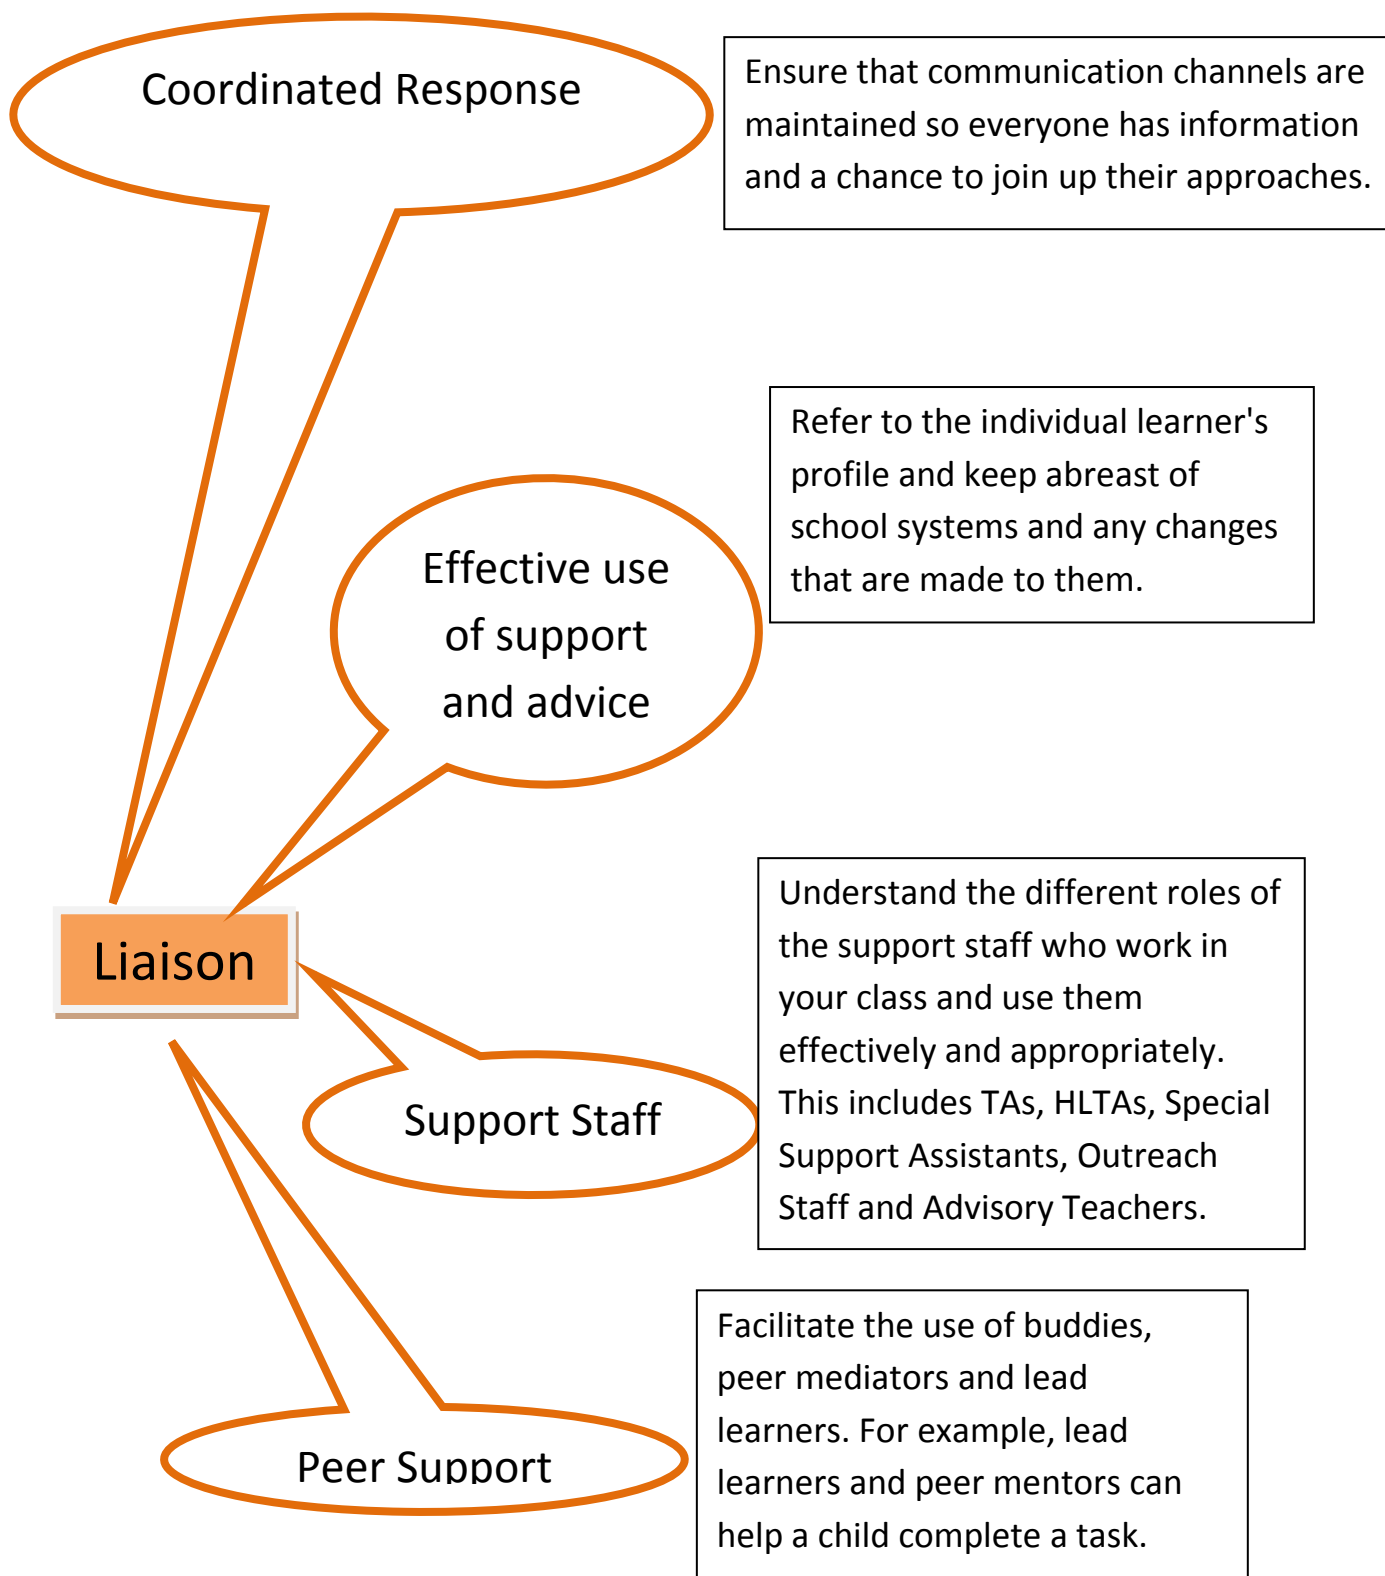 Coordinated Response
Ensure that communication channels are
maintained so everyone has information
and a chance to join up their approaches.
Refer to the individual learner's
profile and keep abreast of
school systems and any changes
that are made to them.
Effective use
of support
and advice
Liaison
Understand the different roles of
the support staff who work in
your class and use them
effectively and appropriately.
This includes TAs, HLTAs, Special
Support Assistants, Outreach
Staff and Advisory Teachers.
Support Staff
Facilitate the use of buddies,
peer mediators and lead
learners. For example, lead
learners and peer mentors can
help a child complete a task.
Peer Support